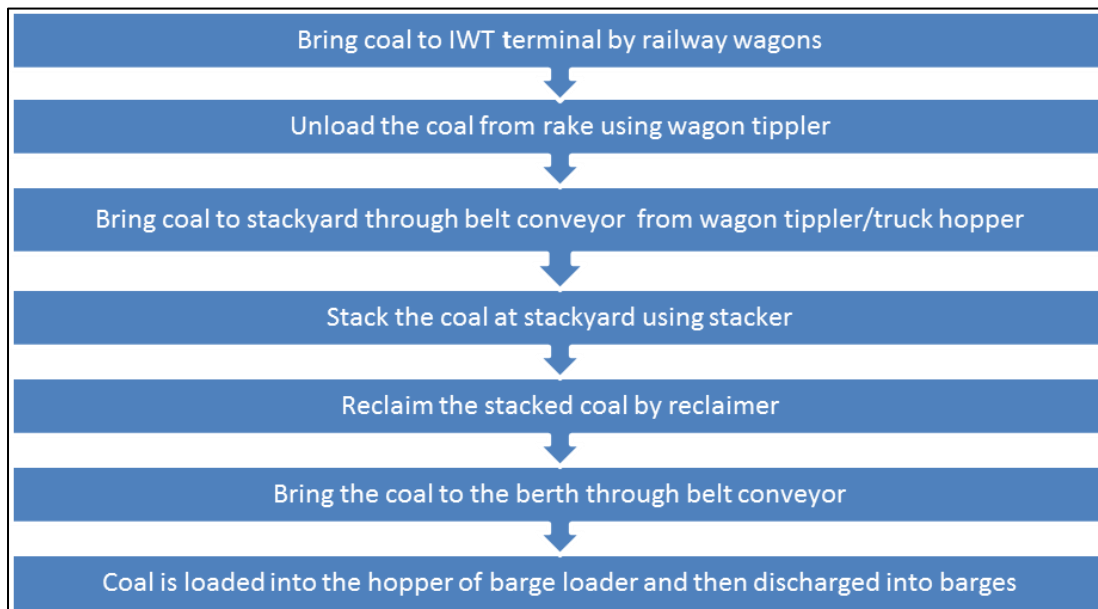 Bring coal to IWT terminal by railway wagons
Unload the coal from rake using wagon tippler
Bring coal to stackyard through belt conveyor from wagon tippler/truck hopper
Stack the coal at stackyard using stacker
Reclaim the stacked coal by reclaimer
Bring the coal to the berth through belt conveyor
Coal is loaded into the hopper of barge loader and then discharged into barges